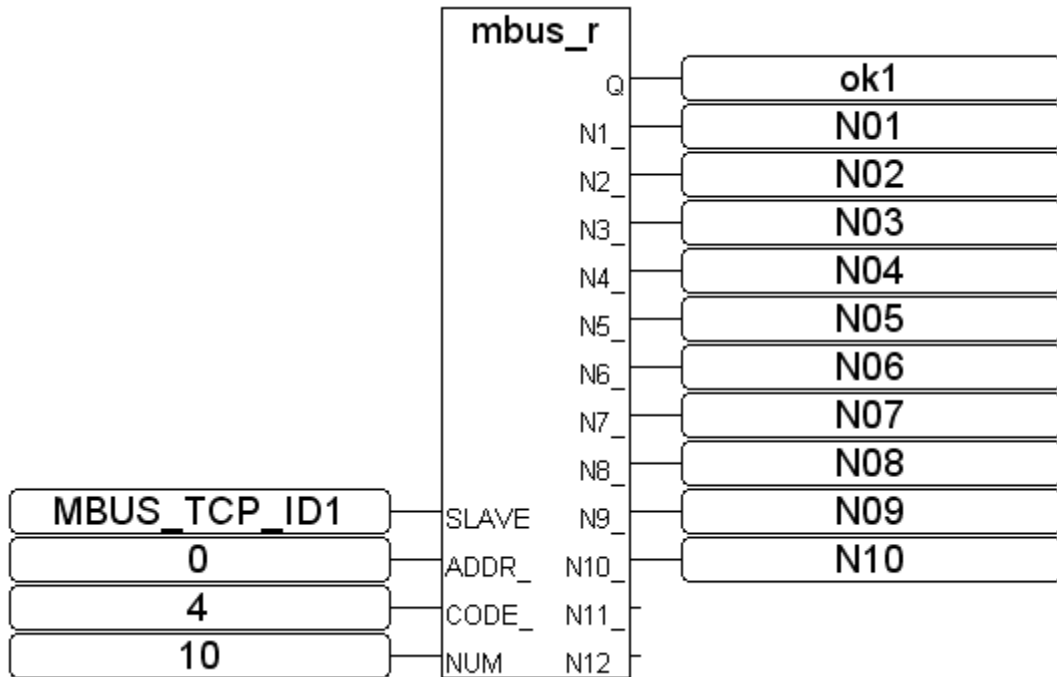 mbus_r
Q ok1
N1_ N01
N2_ N02
N3_ N03
N4_ N04
N5_ N05
N6_ N06
N7_ N07
N8_ N08
MBUS_TCP_ID1 SLAVE N9_ N09
0 ADDR_ N10_ N10
4 CODE_ N11_
10 NUM N12